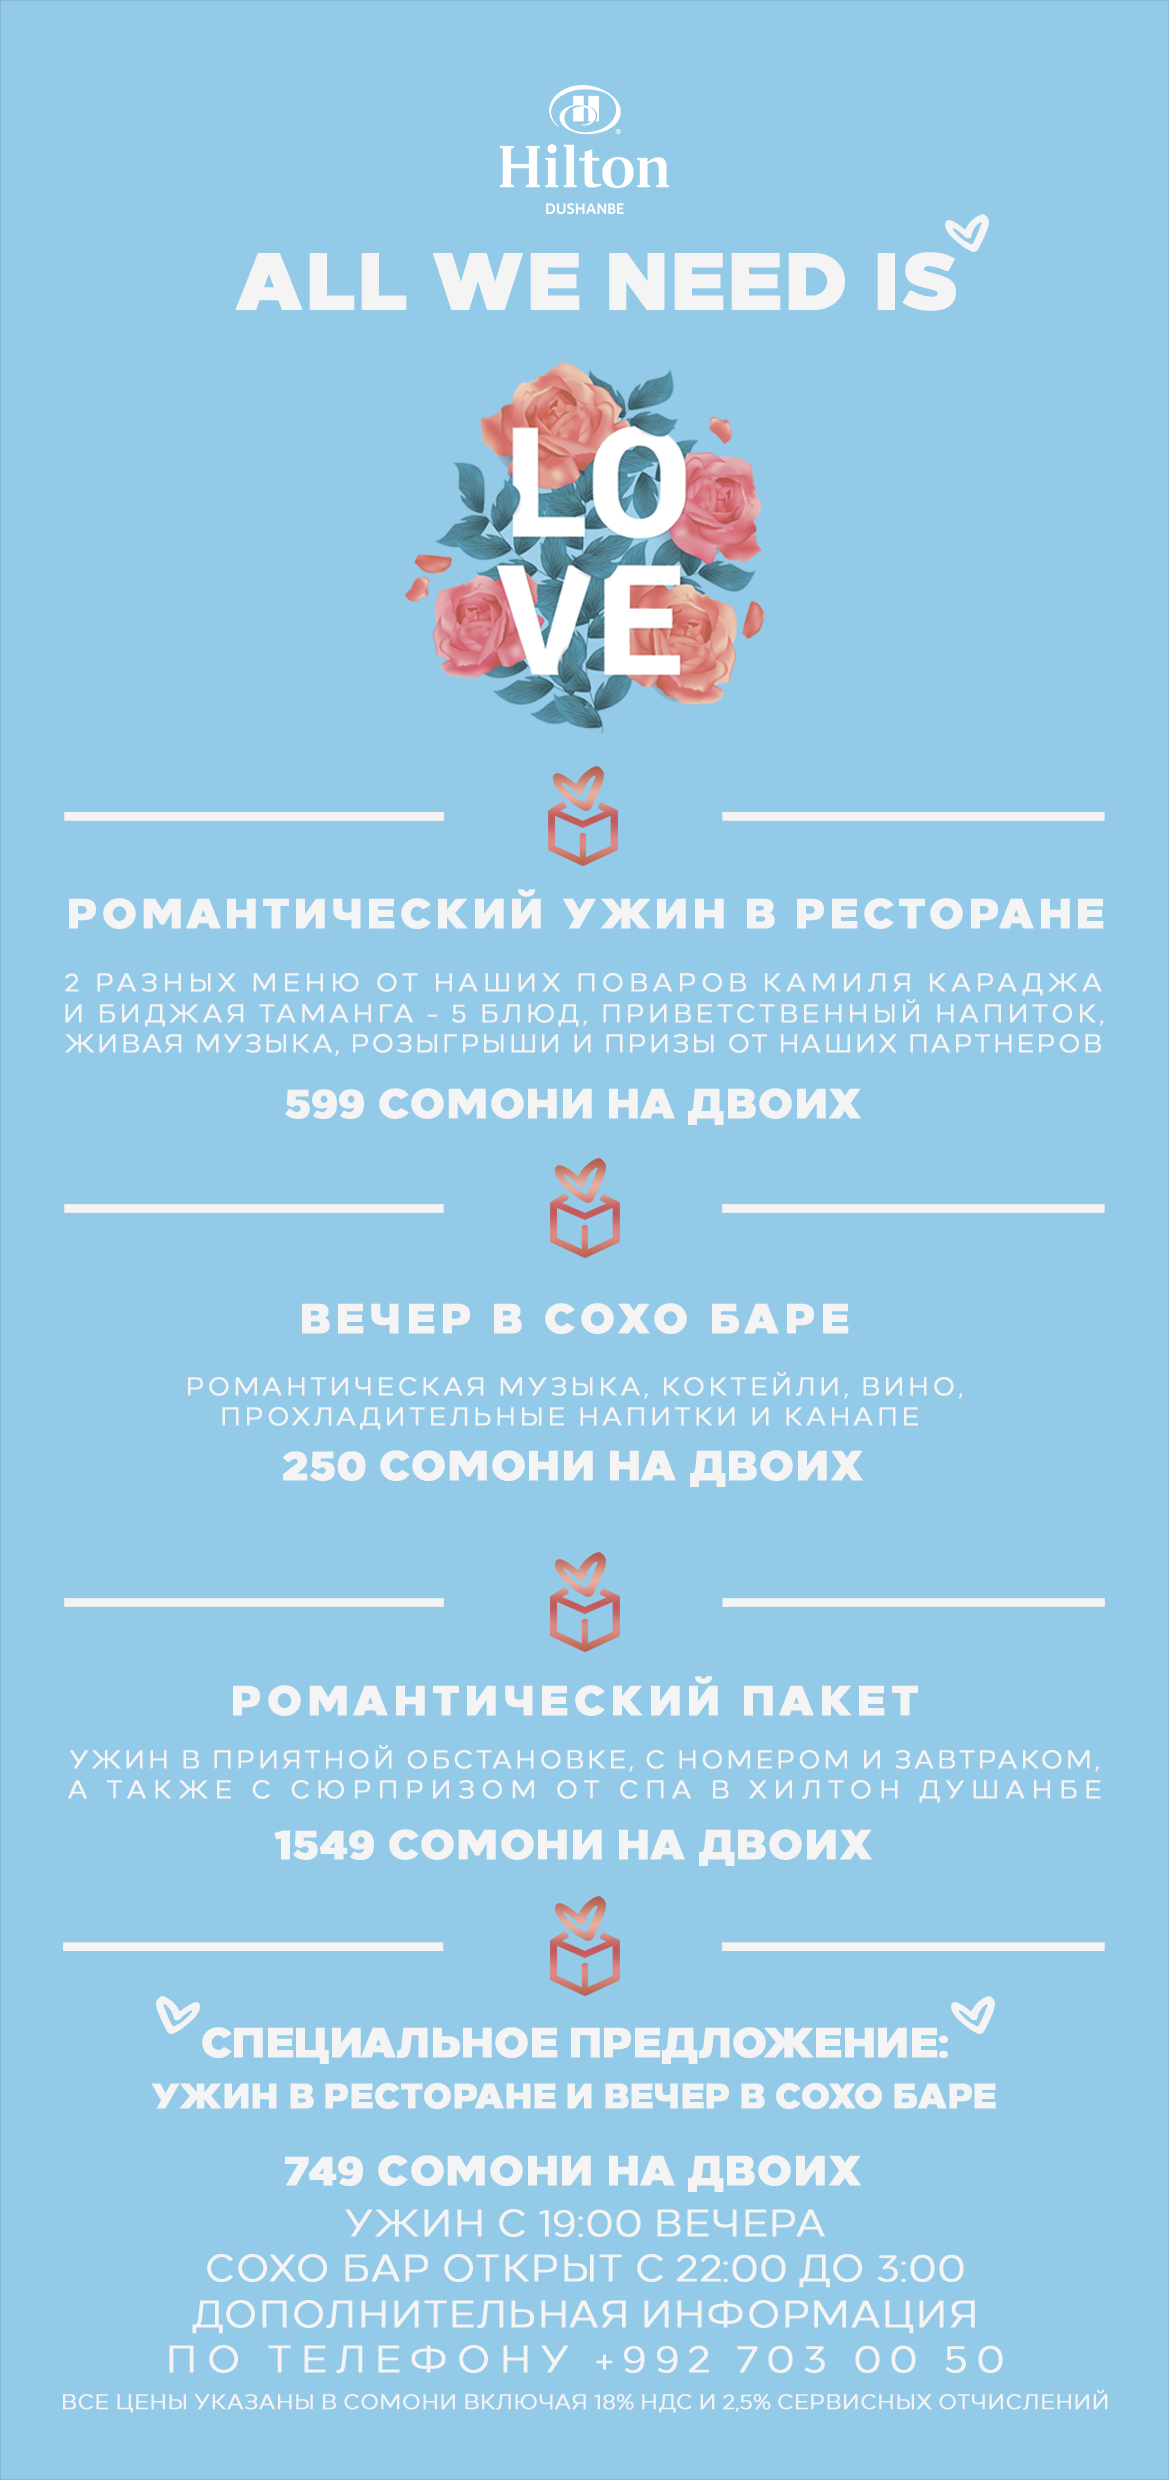 Hilton
DUSHANBE
ALL WE NEED IS
LO
VE
РОМАНТИЧЕСКИЙ УЖИН В РЕСТОРАНЕ
2 РАЗНЫХ МЕНЮ ОТ НАШИХ ПОВАРОВ КАМИЛЯ КАРАДЖА
И БИДЖАЯ ТАМАНГА - 5 БЛЮД, ПРИВЕТСТВЕННЫЙ НАПИТОК,
ЖИВАЯ МУЗЫКА, РОЗЫГРЫШИ И ПРИЗЫ ОТ НАШИХ ПАРТНЕРОВ
599 СОМОНИ НА ДВОИХ
ВЕЧЕР В СОХО БАРЕ
РОМАНТИЧЕСКАЯ МУЗЫКА, КОКТЕЙЛИ, ВИНО,
ПРОХЛАДИТЕЛЬНЫЕ НАПИТКИ И КАНАПЕ
250 СОМОНИ НА ДВОИХ
РОМАНТИЧЕСКИЙ ПАКЕТ
УЖИН В ПРИЯТНОЙ ОБСТАНОВКЕ, С НОМЕРОМ И ЗАВТРАКОМ,
А ТАКЖЕ С СЮРПРИЗОМ ОТ СПА В ХИЛТОН ДУШАНБЕ
1549 СОМОНИ НА ДВОИХ
СПЕЦИАЛЬНОЕ ПРЕДЛОЖЕНИЕ:
УЖИН В РЕСТОРАНЕ И ВЕЧЕР В СОХО БАРЕ
749 СОМОНИ НА ДВОИХ
УЖИН С 19:00 ВЕЧЕРА
СОХО БАР ОТКРЫТ С 22:00 ДО 3:00
ДОПОЛНИТЕЛЬНАЯ ИНФОРМАЦИЯ
ПО ТЕЛЕФОНУ +992 703 00 50
ВСЕ ЦЕНЫ УКАЗАНЫ В СОМОНИ ВКЛЮЧАЯ 18% НДС И 2,5% СЕРВИСНЫХ ОТЧИСЛЕНИЙ